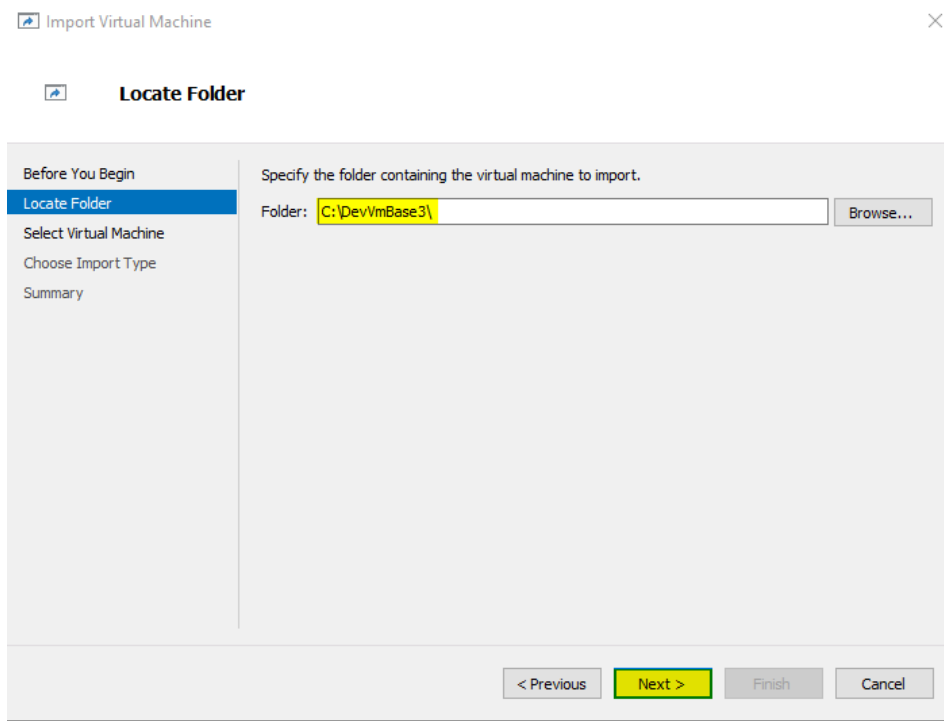 Import Virtual Machine
Locate Folder
Before You Begin
Locate Folder
Select Virtual Machine
Choose Import Type
Summary
Specify the folder containing the virtual machine to import.
Folder: C:\DevVmBase3\ Browse...
< Previous Next > Finish Cancel